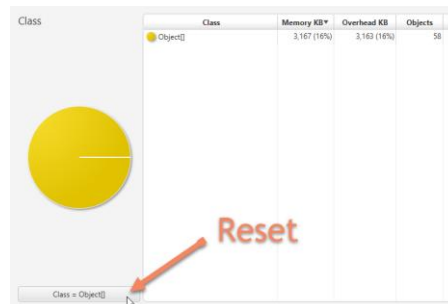 Class
Class Memory KB▼ Overhead KB Objects
Object[] 3,167 (16%) 3,163 (16%) 58
Reset
Class = Object[]